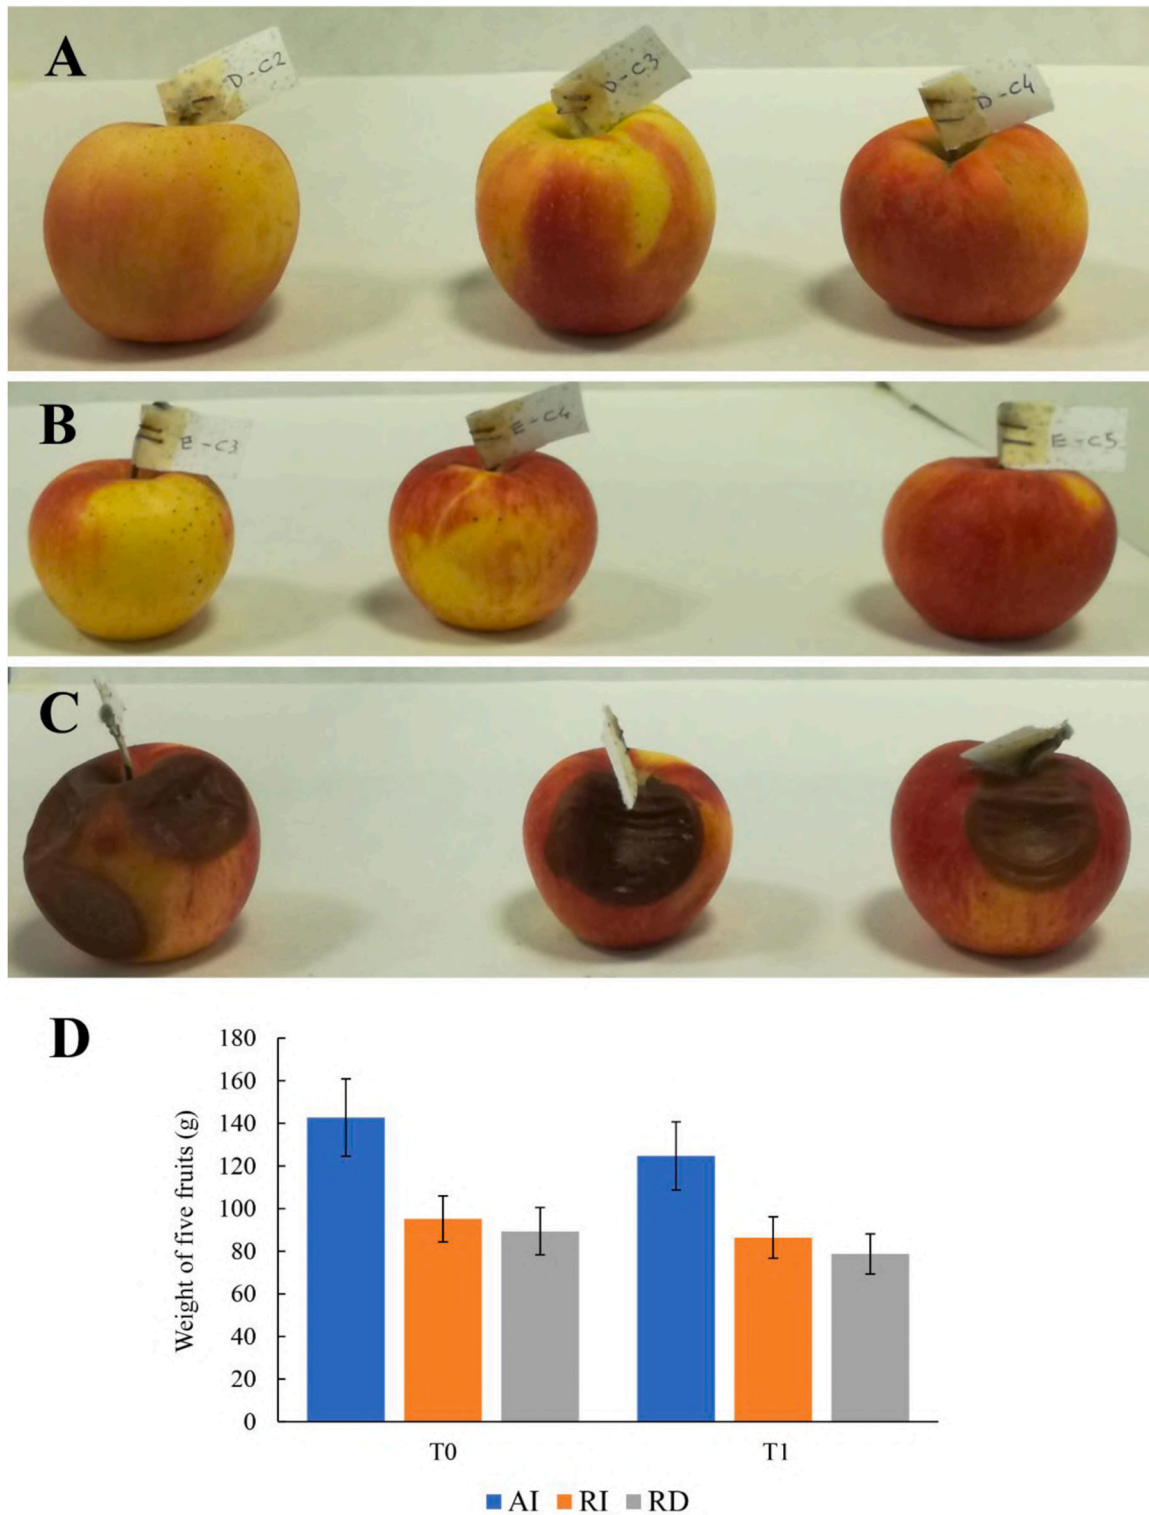 A
D-C2
D-C3
D-C4
B
E-C3
E-C4
E-C5
C
D
Weight of five fruits (g)
180
160
140
120
100
80
60
40
20
0
T0 T1
AI RI RD